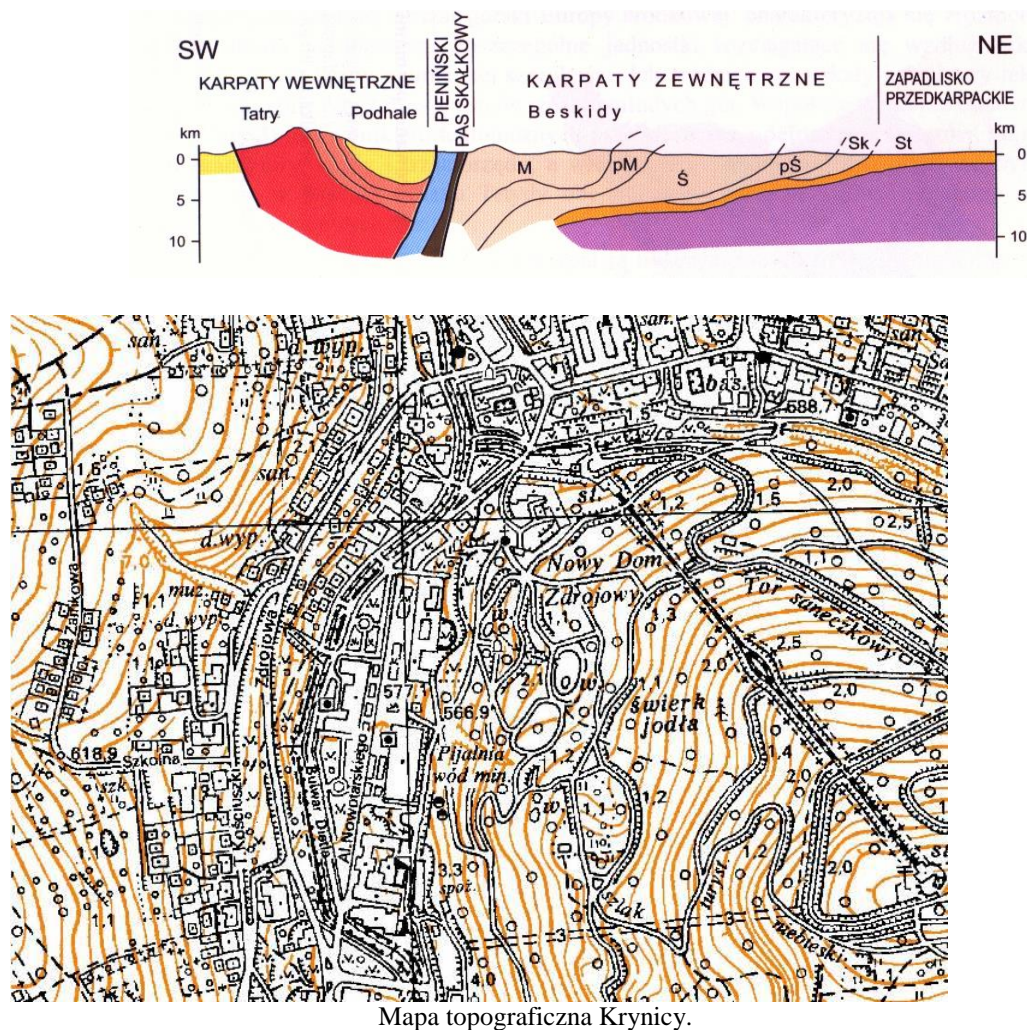 SW
NE
KARPATY WEWNĘTRZNE
PIENIŃSKI
PAS SKAŁKOWY
KARPATY ZEWNĘTRZNE
ZAPADLISKO
PRZEDKARPACKIE
Tatry
Podhale
Beskidy
km
km
0
5
10
M
pM
Ś
pŚ
Sk
St
0
5
10
san.
d. wyp.
san.
san.
bas.
688.7
1,5
1,6
san.
st.
1,2
1,5
2,0
2,5
d. wyp.
7,0
Nowy Dom
Zdrojowy
1,1
Tor saneczkowy
muz.
1,1
d. wyp.
Zamkowa
Zdrojowa
w.
1,1
1,3
2,5
2,0
2,0
2,1
w.
1,1
świerk
jodła
577.1
566.9
618,9
Szkolna
szk.
Pijalnia
wód min.
1,2
1,4
2,0
w.
1,1
1,2
1,2
2,0
Bulwar Dietla
Al. Nowotarskiego
T. Kościuszki
3.3
spoż.
1,1
szlak
turyst.
niebieski
3
4.0
1,1
Mapa topograficzna Krynicy.